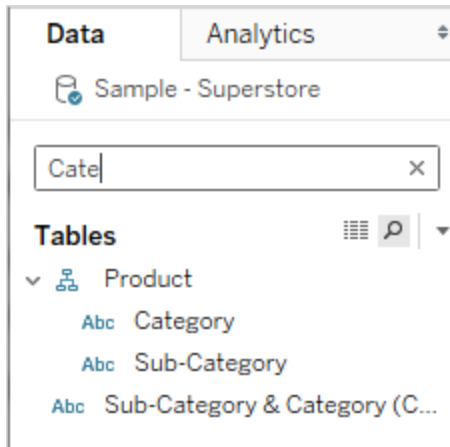 Data Analytics
Sample - Superstore
Cate
Tables
Product
Abc Category
Abc Sub-Category
Abc Sub-Category & Category (C...